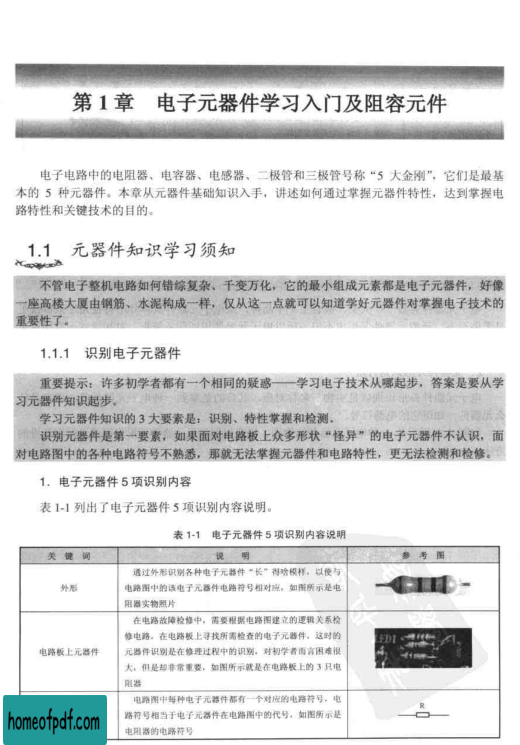 第1章 电子元器件学习入门及阻容元件
电子电路中的电阻器、电容器、电感器、二极管和三极管号称“5 大金刚”，它们是最基
本的 5 种元器件。本章从元器件基础知识入手，讲述如何通过掌握元器件特性，达到掌握电
路特性和关键技术的目的。
1.1 元器件知识学习须知
不管电子整机电路如何错综复杂、千变万化，它的最小组成元素都是电子元器件，好像
一座高楼大厦由钢筋、水泥构成一样，仅从这一点就可以知道学好元器件对掌握电子技术的
重要性了。
1.1.1 识别电子元器件
重要提示：许多初学者都有一个相同的疑惑——学习电子技术从哪起步，答案是要从学
习元器件知识起步。
学习元器件知识的 3 大要素是：识别、特性掌握和检测。
识别元器件是第一要素，如果面对电路板上众多形状“怪异”的电子元器件不认识，面
对电路图中的各种电路符号不熟悉，那就无法掌握元器件和电路特性，更无法检测和检修。
1. 电子元器件 5 项识别内容
表 1-1 列出了电子元器件 5 项识别内容说明。
表 1-1 电子元器件 5 项识别内容说明
关 键 词 说 明 参 考 图
外形
通过外形识别各种电子元器件“长”得啥模样，以便与
电路图中的该电子元器件电路符号相对应，如图所示是电
阻器实物照片
电路板上元器件
在电路故障检修中，需要根据电路图建立的逻辑关系检
修电路，在电路板上寻找所需检查的电子元器件，这时的
元器件识别是在修理过程中的识别，对初学者而言困难很
大，但是却非常重要，如图所示就是在电路板上的 3 只电
阻器
LED1
电路图中每种电子元器件都有一个对应的电路符号，电
路符号相当于电子元器件在电路图中的代号，如图所示是
电阻器的电路符号
R
homeofpdf.com